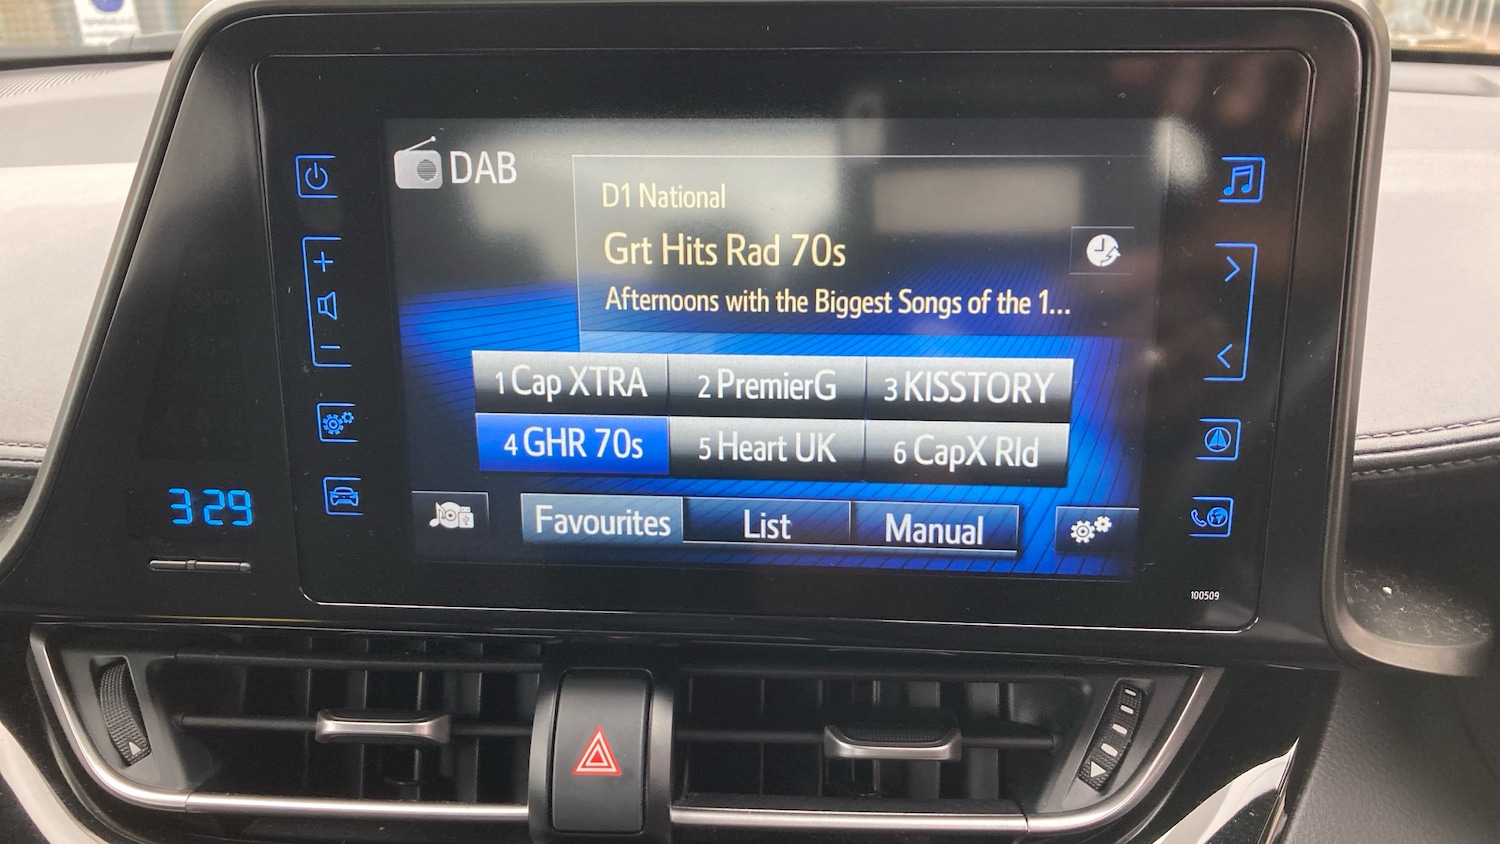 DAB
D1 National
Grt Hits Rad 70s
Afternoons with the Biggest Songs of the 1...
1 Cap XTRA
2 PremierG
3 KISSTORY
4 GHR 70s
5 Heart UK
6 CapX Rld
Favourites
List
Manual
3:29
100509